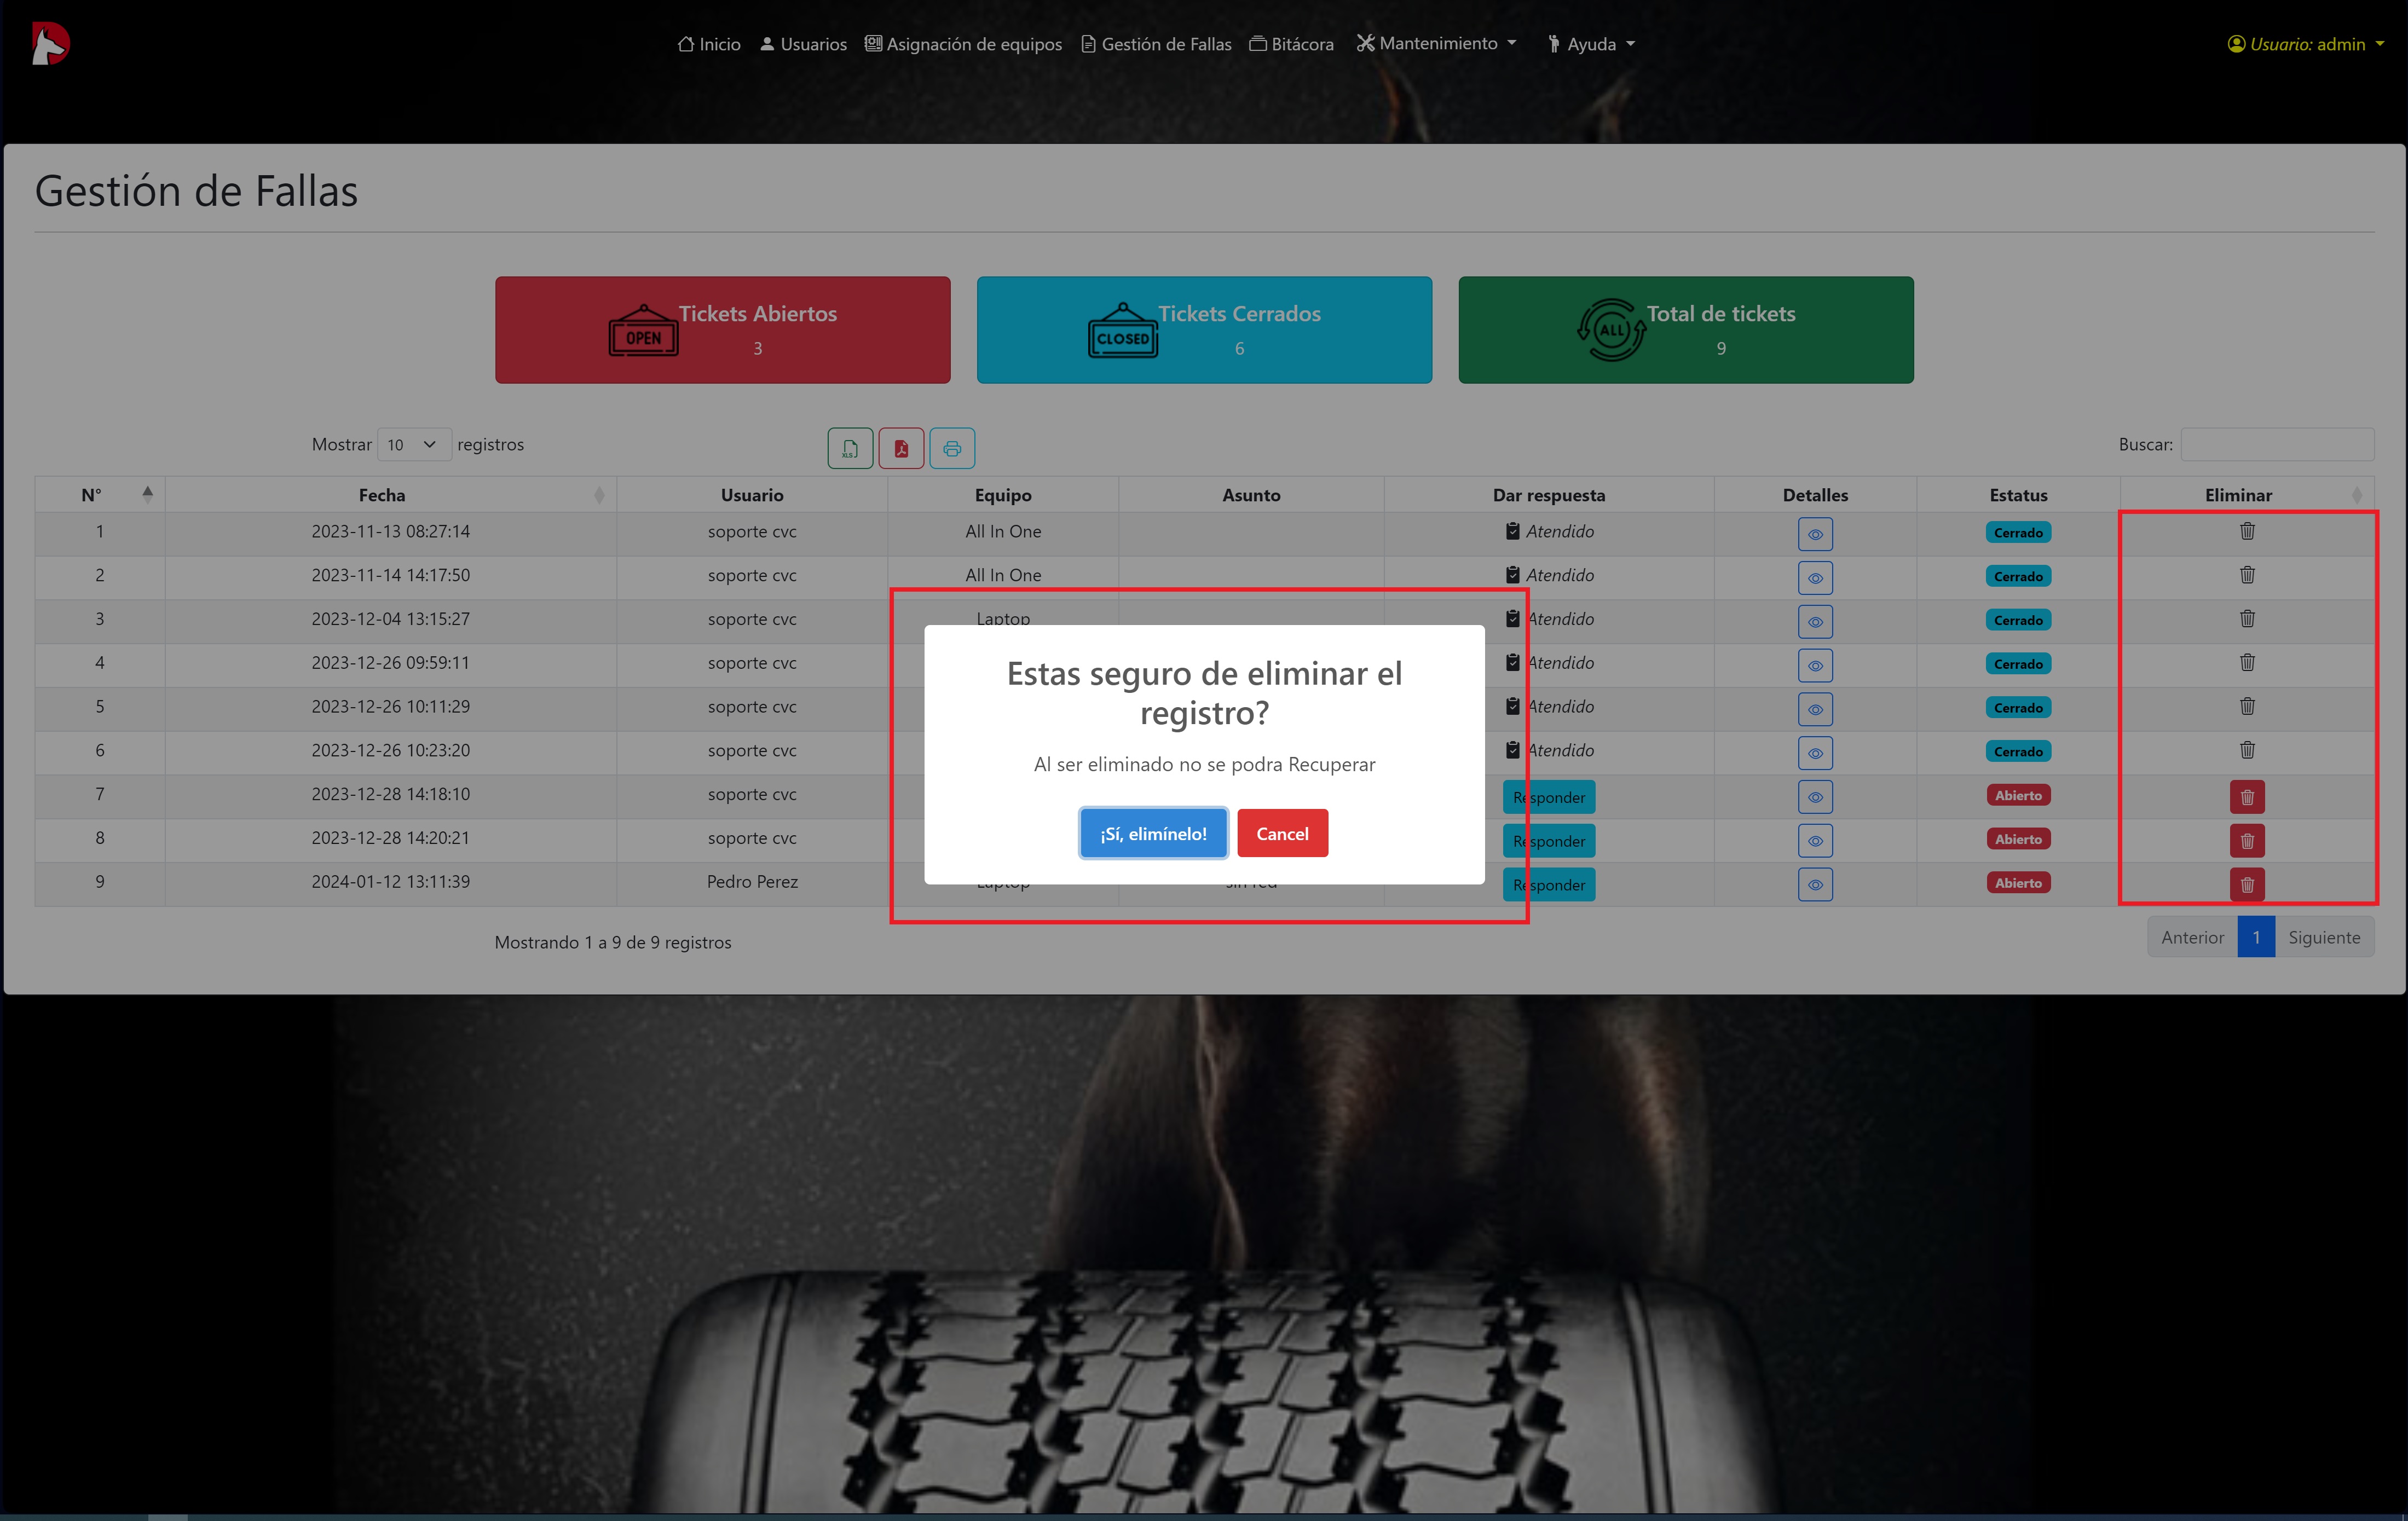 Inicio Usuarios Asignación de equipos Gestión de Fallas Bitácora Mantenimiento Ayuda Usuario: admin
Gestión de Fallas
OPEN Tickets Abiertos
3
CLOSED Tickets Cerrados
6
ALL Total de tickets
9
Mostrar 10 registros XLS Buscar:
N° Fecha Usuario Equipo Asunto Dar respuesta Detalles Estatus Eliminar
1 2023-11-13 08:27:14 soporte cvc All In One Atendido Cerrado
2 2023-11-14 14:17:50 soporte cvc All In One Atendido Cerrado
3 2023-12-04 13:15:27 soporte cvc Laptop Atendido Cerrado
4 2023-12-26 09:59:11 soporte cvc Atendido Cerrado
5 2023-12-26 10:11:29 soporte cvc Atendido Cerrado
6 2023-12-26 10:23:20 soporte cvc Atendido Cerrado
7 2023-12-28 14:18:10 soporte cvc Responder Abierto
8 2023-12-28 14:20:21 soporte cvc Responder Abierto
9 2024-01-12 13:11:39 Pedro Perez Laptop sin red Responder Abierto
Estas seguro de eliminar el
registro?
Al ser eliminado no se podra Recuperar
¡Sí, elimínelo! Cancel
Mostrando 1 a 9 de 9 registros
Anterior 1 Siguiente